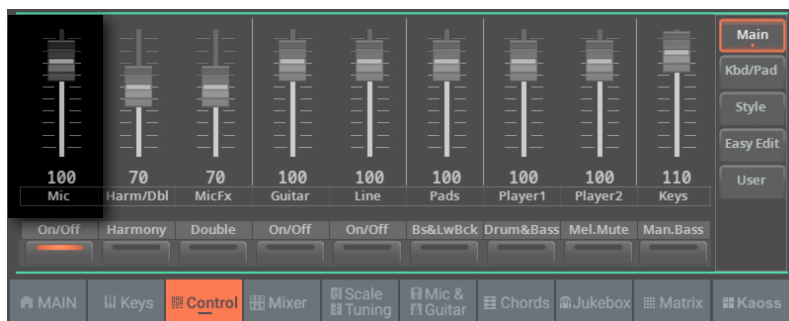 Main
Kbd/Pad
Style
Easy Edit
User
100 70 70 100 100 100 100 100 110
Mic Harm/Dbl MicFx Guitar Line Pads Player1 Player2 Keys
On/Off Harmony Double On/Off On/Off Bs&LwBck Drum&Bass Mel.Mute Man.Bass
MAIN Keys Control Mixer Scale Tuning Mic & Guitar Chords Jukebox Matrix Kaoss